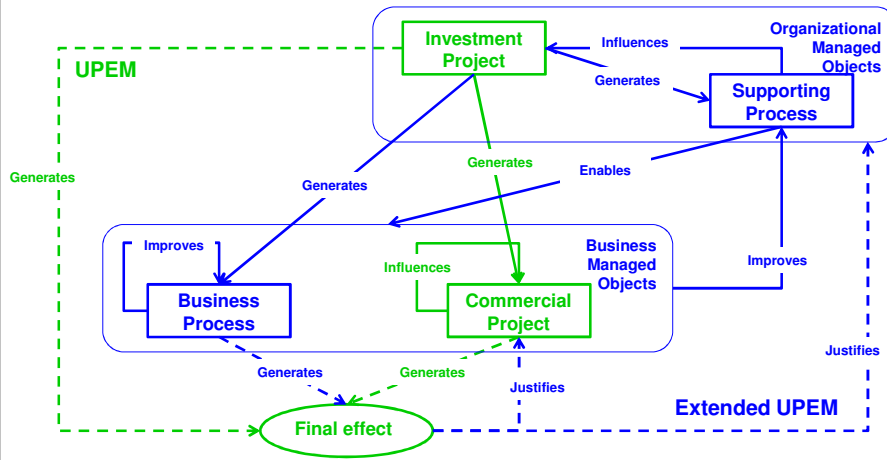 Investment
Project
Influences
Organizational
Managed
Objects
UPEM
Generates
Supporting
Process
Generates
Generates
Generates
Enables
Improves
Business
Managed
Objects
Improves
Influences
Business
Process
Commercial
Project
Justifies
Generates
Generates
Justifies
Extended UPEM
Final effect